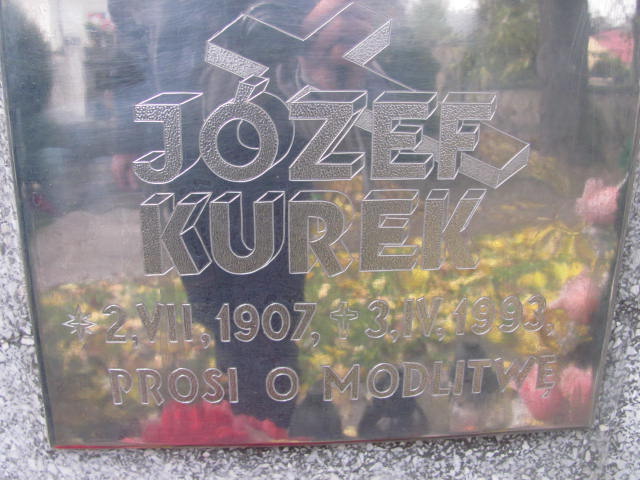 JÓZEF
KUREK
* 2,VII,1907, ✝ 3,IV,1993,
PROSI O MODLITWĘ